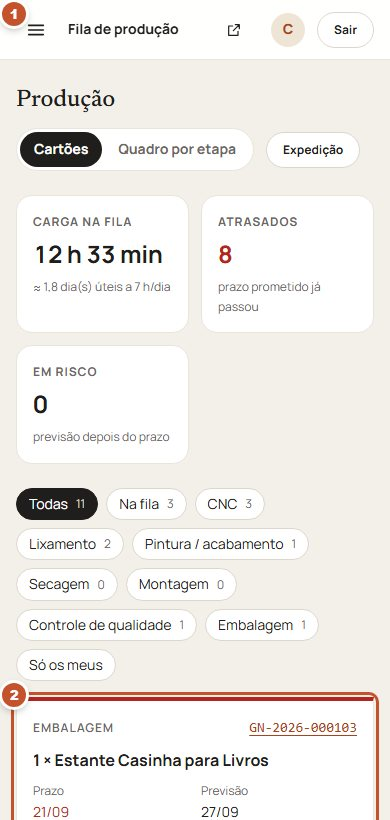 1
Fila de produção
C
Sair
Produção
Cartões
Quadro por etapa
Expedição
CARGA NA FILA
12 h 33 min
≈ 1,8 dia(s) úteis a 7 h/dia
ATRASADOS
8
prazo prometido já
passou
EM RISCO
0
previsão depois do prazo
Todas 11
Na fila 3
CNC 3
Lixamento 2
Pintura / acabamento 1
Secagem 0
Montagem 0
Controle de qualidade 1
Embalagem 1
Só os meus
2
EMBALAGEM
GN-2026-000103
1 × Estante Casinha para Livros
Prazo
Previsão
21/09
27/09